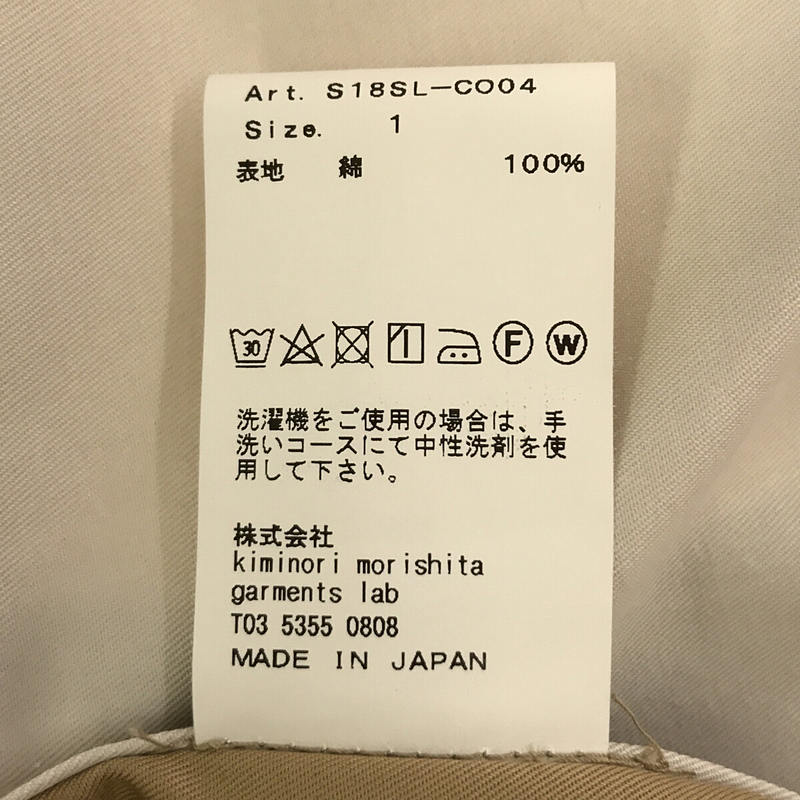 Art. S18SL-CO04
Size. 1
表地 綿 100%
30 F W
洗濯機をご使用の場合は、手
洗いコースにて中性洗剤を使
用して下さい。
株式会社
kiminori morishita
garments lab
T03 5355 0808
MADE IN JAPAN